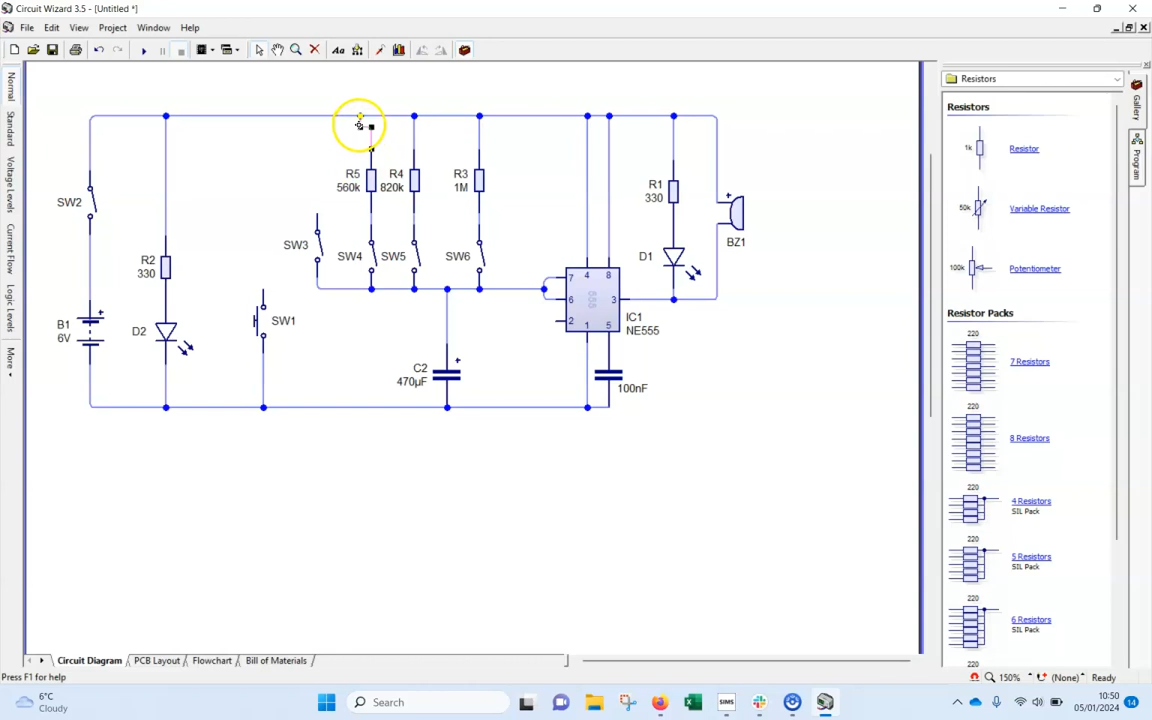 Circuit Wizard 3.5 - [Untitled *]
File Edit View Project Window Help
Aa
Normal
Standard
Voltage Levels
Current Flow
Logic Levels
More
SW2
B1
6V
R2
330
D2
SW1
SW3
R5
560k
R4
820k
R3
1M
SW4
SW5
SW6
C2
470µF
7
6
2
4
8
3
1
5
555
IC1
NE555
100nF
R1
330
D1
BZ1
Resistors
Resistors
1k
Resistor
50k
Variable Resistor
100k
Potentiometer
Resistor Packs
220
7 Resistors
220
8 Resistors
220
4 Resistors
SIL Pack
220
5 Resistors
SIL Pack
220
6 Resistors
SIL Pack
Gallery
Program
Circuit Diagram PCB Layout Flowchart Bill of Materials
Press F1 for help
150% (None) Ready
6°C
Cloudy
Search
SIMS
10:50
05/01/2024
14